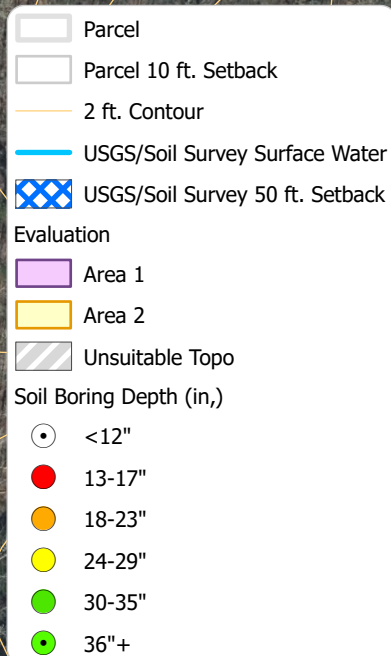 Parcel
Parcel 10 ft. Setback
2 ft. Contour
USGS/Soil Survey Surface Water
USGS/Soil Survey 50 ft. Setback
Evaluation
Area 1
Area 2
Unsuitable Topo
Soil Boring Depth (in,)
<12"
13-17"
18-23"
24-29"
30-35"
36"+